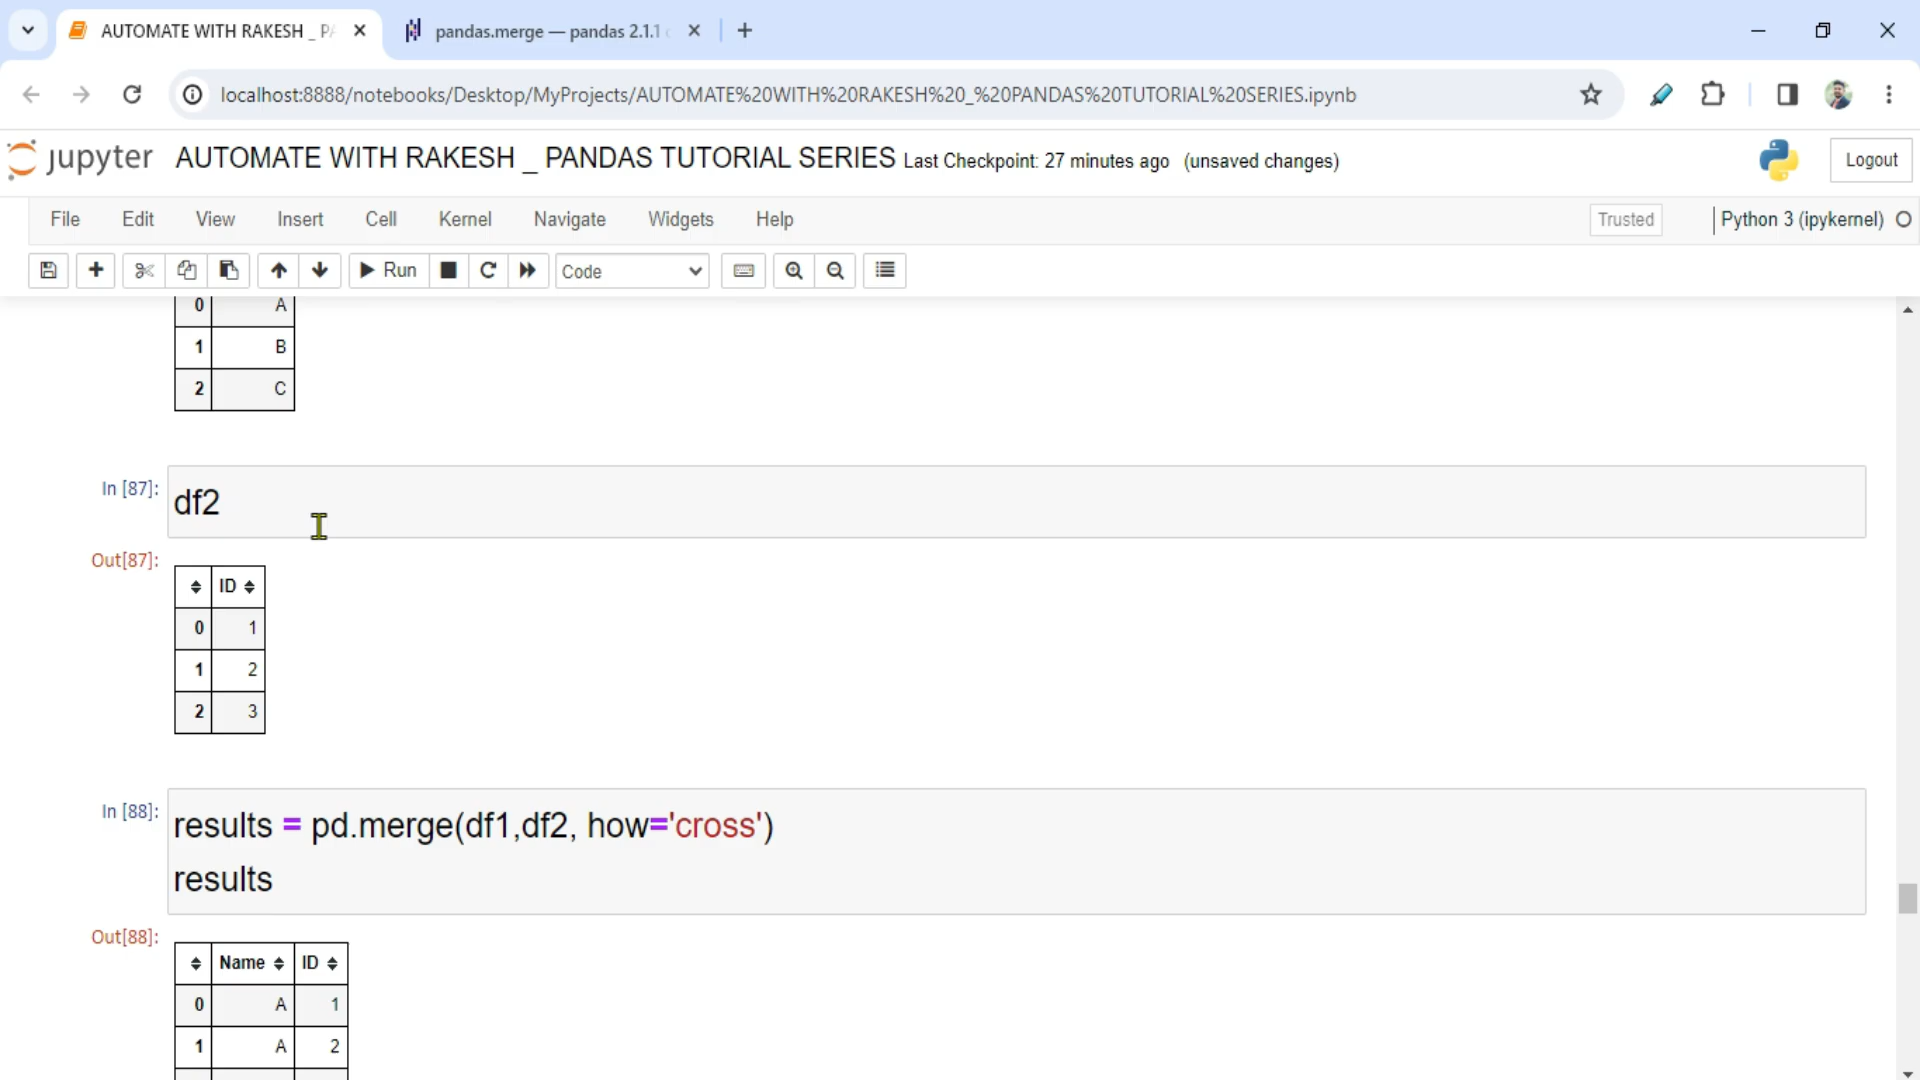 AUTOMATE WITH RAKESH _ PA
pandas.merge — pandas 2.1.1
localhost:8888/notebooks/Desktop/MyProjects/AUTOMATE%20WITH%20RAKESH%20_%20PANDAS%20TUTORIAL%20SERIES.ipynb
jupyter AUTOMATE WITH RAKESH _ PANDAS TUTORIAL SERIES Last Checkpoint: 27 minutes ago (unsaved changes)
Logout
File Edit View Insert Cell Kernel Navigate Widgets Help
Trusted
Python 3 (ipykernel)
Run
Code
0 A
1 B
2 C
In [87]: df2
Out[87]:
ID
0 1
1 2
2 3
In [88]: results = pd.merge(df1,df2, how='cross')
results
Out[88]:
Name ID
0 A 1
1 A 2